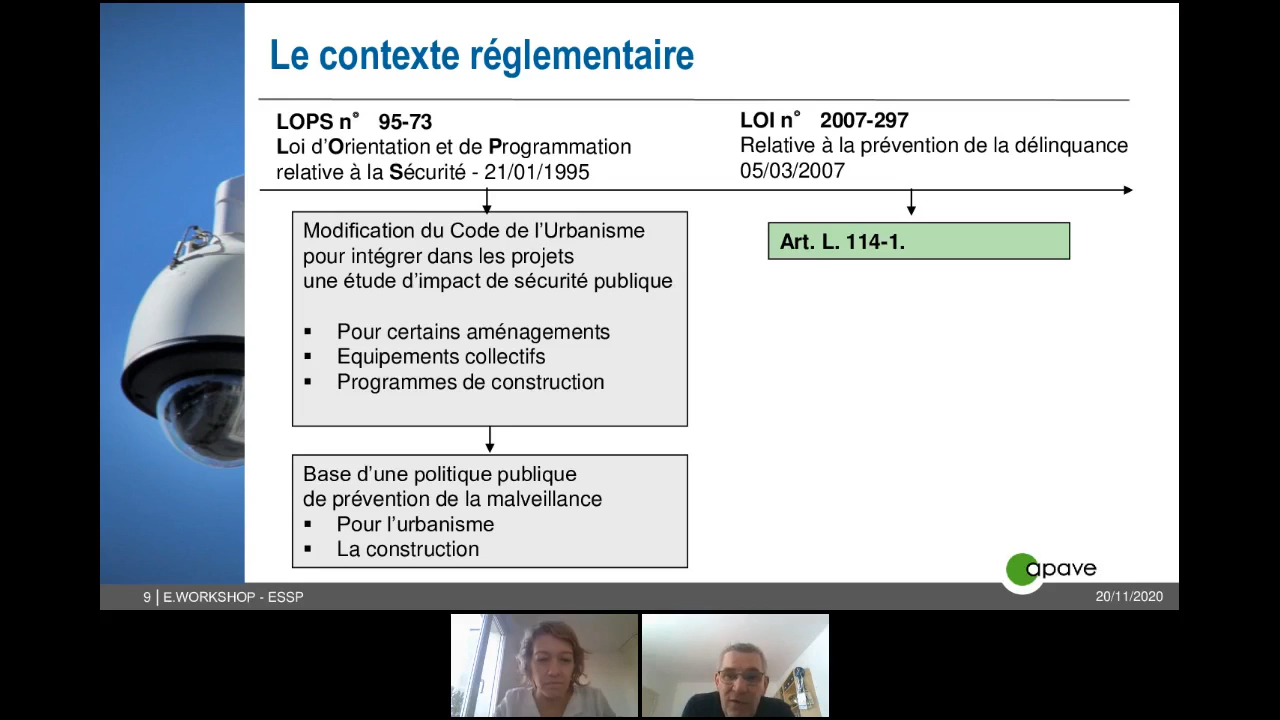 Le contexte réglementaire
LOPS n° 95-73
Loi d'Orientation et de Programmation
relative à la Sécurité - 21/01/1995
LOI n° 2007-297
Relative à la prévention de la délinquance
05/03/2007
Modification du Code de l'Urbanisme
pour intégrer dans les projets
une étude d'impact de sécurité publique
▪ Pour certains aménagements
▪ Equipements collectifs
▪ Programmes de construction
Art. L. 114-1.
Base d'une politique publique
de prévention de la malveillance
▪ Pour l'urbanisme
▪ La construction
apave
9 | E.WORKSHOP - ESSP
20/11/2020